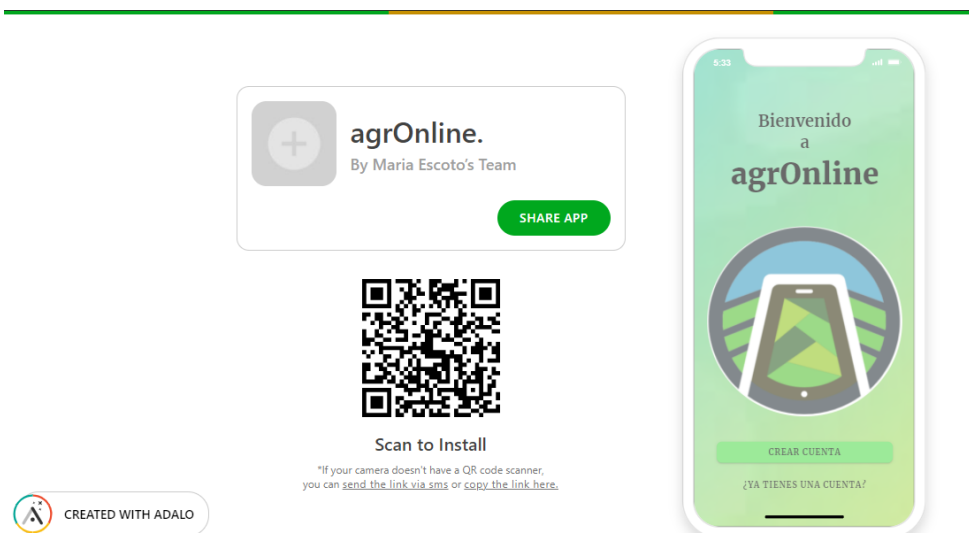 agrOnline.
By Maria Escoto's Team
SHARE APP
Scan to Install
*If your camera doesn't have a QR code scanner,
you can send the link via sms or copy the link here.
CREATED WITH ADALO
5:33
Bienvenido
a
agrOnline
CREAR CUENTA
¿YA TIENES UNA CUENTA?